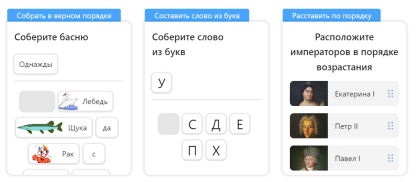 Собрать в верном порядке
Соберите басню
Однажды
Лебедь
Щука
да
Рак
с
Составить слово из букв
Соберите слово
из букв
У
С Д Е
П Х
Расставить по порядку
Расположите
императоров в порядке
возрастания
Екатерина I
Петр II
Павел I